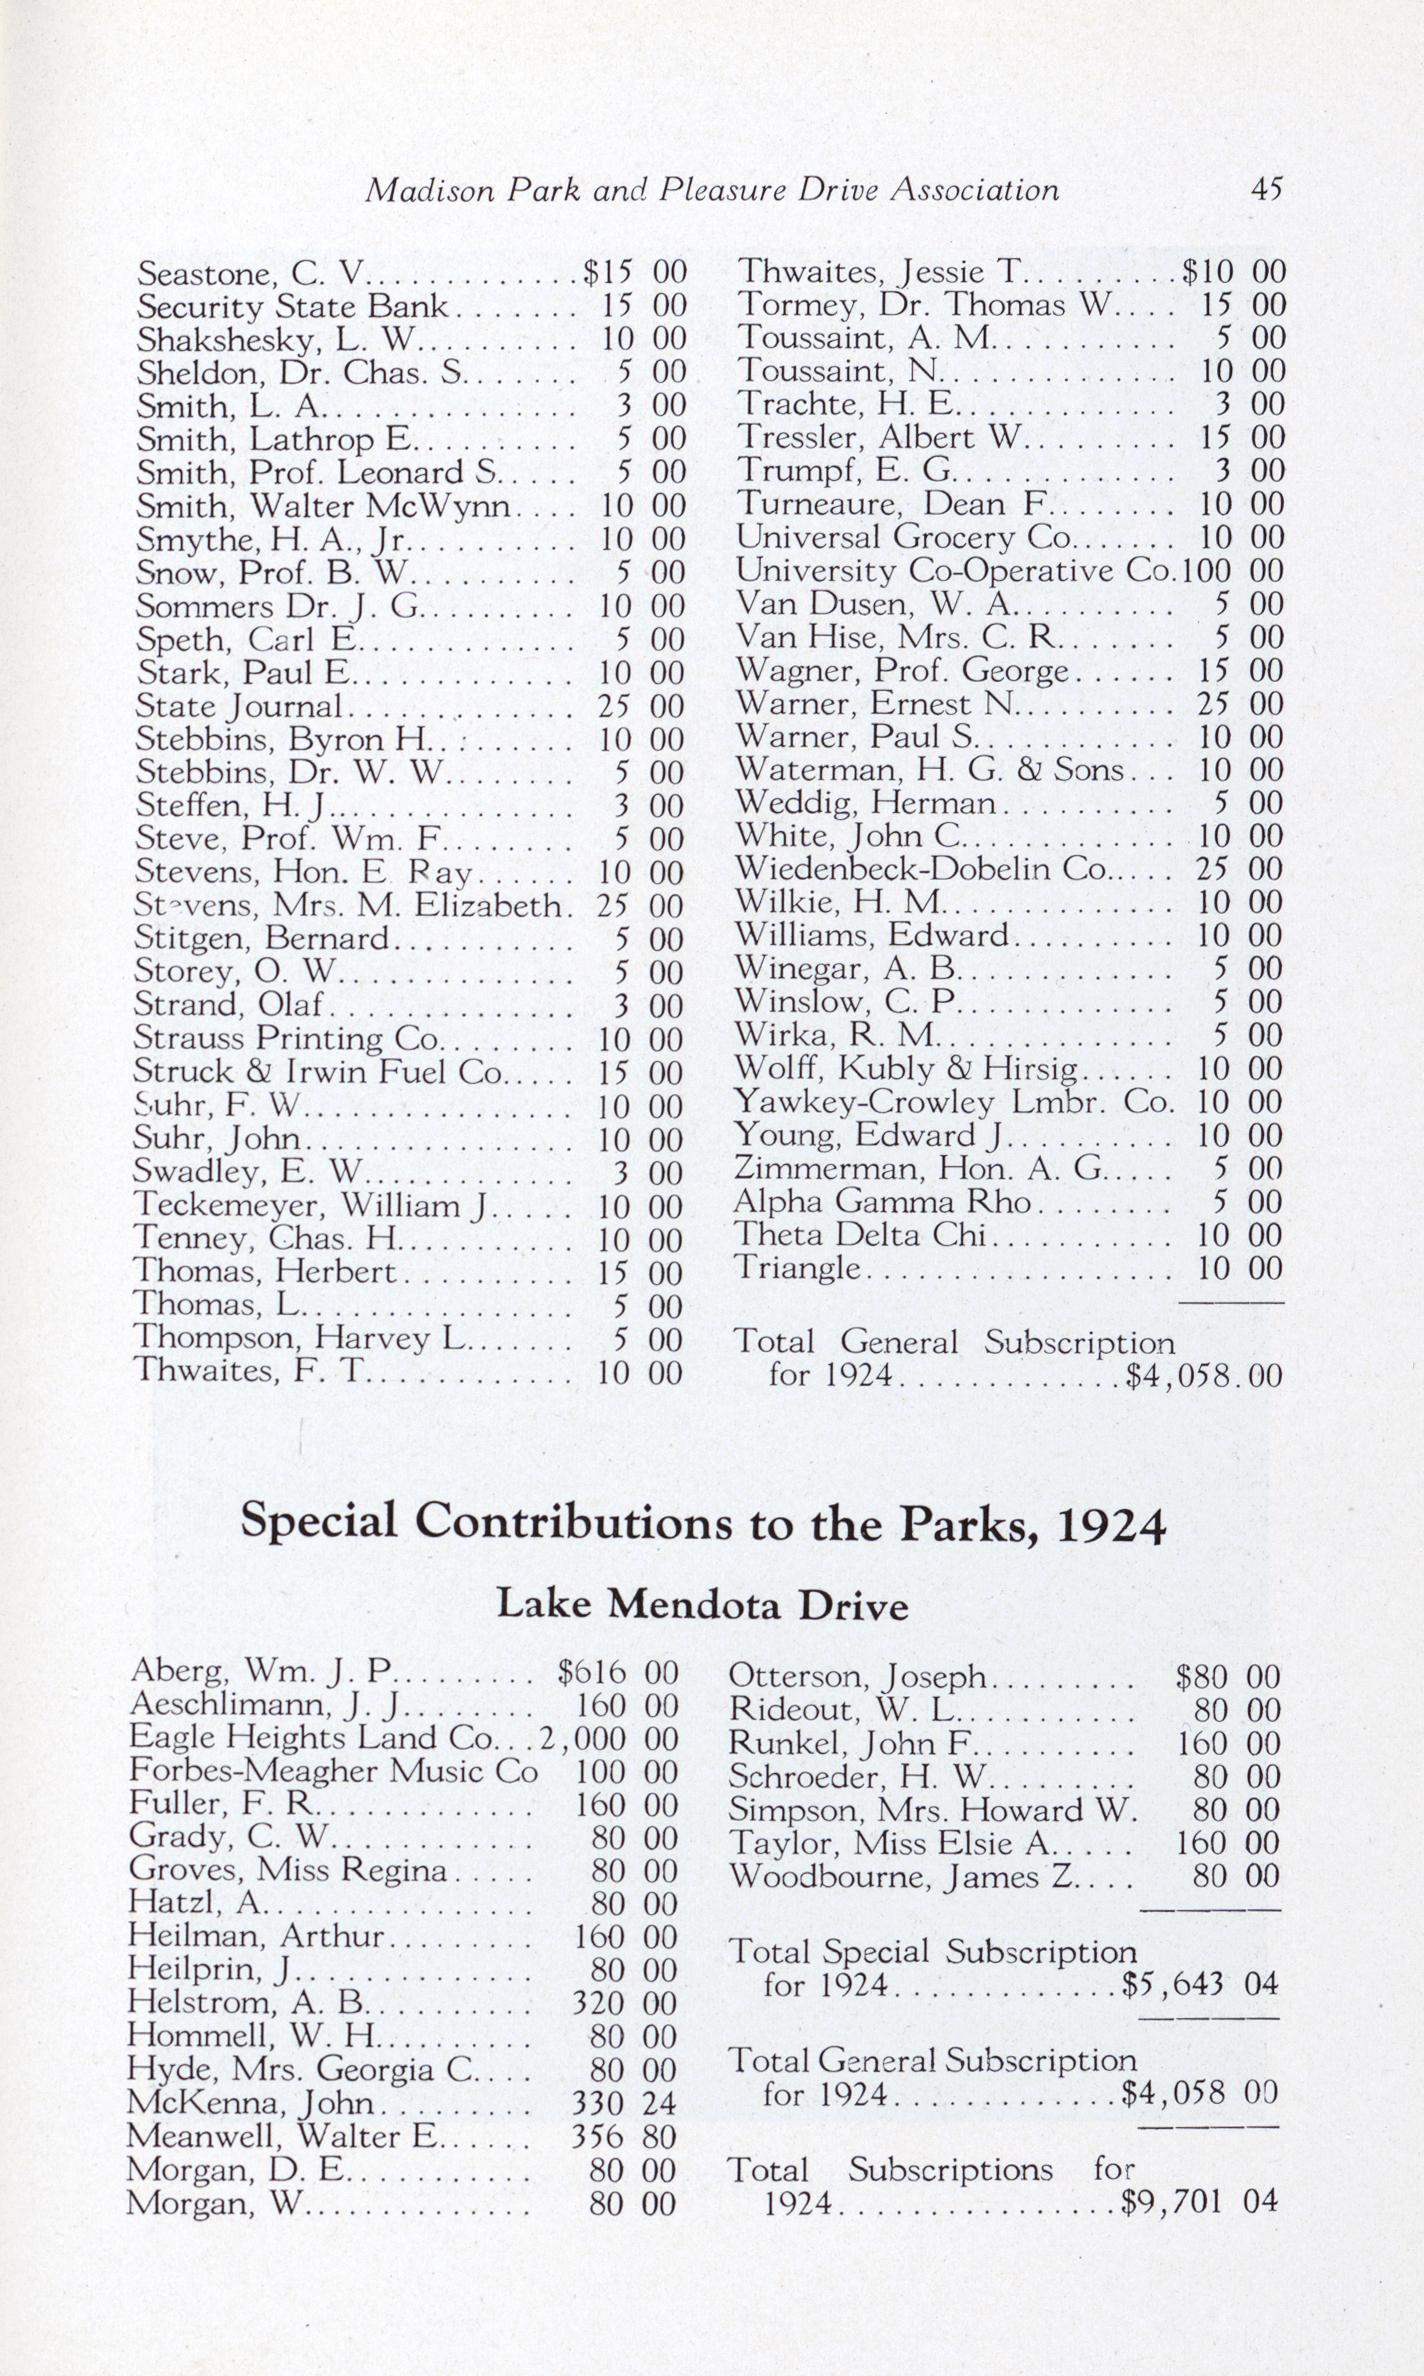 Madison Park and Pleasure Drive Association 45
Seastone, C. V.............$15 00
Security State Bank....... 15 00
Shakshesky, L. W.......... 10 00
Sheldon, Dr. Chas. S....... 5 00
Smith, L. A................ 3 00
Smith, Lathrop E.......... 5 00
Smith, Prof. Leonard S..... 5 00
Smith, Walter McWynn.... 10 00
Smythe, H. A., Jr.......... 10 00
Snow, Prof. B. W.......... 5 00
Sommers Dr. J. G.......... 10 00
Speth, Carl E............. 5 00
Stark, Paul E............. 10 00
State Journal............. 25 00
Stebbins, Byron H......... 10 00
Stebbins, Dr. W. W........ 5 00
Steffen, H. J............... 3 00
Steve, Prof. Wm. F........ 5 00
Stevens, Hon. E. Ray...... 10 00
Stevens, Mrs. M. Elizabeth. 25 00
Stitgen, Bernard........... 5 00
Storey, O. W.............. 5 00
Strand, Olaf.............. 3 00
Strauss Printing Co........ 10 00
Struck & Irwin Fuel Co..... 15 00
Suhr, F. W................ 10 00
Suhr, John................ 10 00
Swadley, E. W............. 3 00
Teckemeyer, William J..... 10 00
Tenney, Chas. H........... 10 00
Thomas, Herbert........... 15 00
Thomas, L................. 5 00
Thompson, Harvey L....... 5 00
Thwaites, F. T............. 10 00
Thwaites, Jessie T.........$10 00
Tormey, Dr. Thomas W.... 15 00
Toussaint, A. M........... 5 00
Toussaint, N.............. 10 00
Trachte, H. E............. 3 00
Tressler, Albert W......... 15 00
Trumpf, E. G............. 3 00
Turneaure, Dean F........ 10 00
Universal Grocery Co....... 10 00
University Co-Operative Co.100 00
Van Dusen, W. A.......... 5 00
Van Hise, Mrs. C. R....... 5 00
Wagner, Prof. George...... 15 00
Warner, Ernest N.......... 25 00
Warner, Paul S............ 10 00
Waterman, H. G. & Sons... 10 00
Weddig, Herman.......... 5 00
White, John C............. 10 00
Wiedenbeck-Dobelin Co..... 25 00
Wilkie, H. M.............. 10 00
Williams, Edward.......... 10 00
Winegar, A. B............. 5 00
Winslow, C. P............. 5 00
Wirka, R. M............... 5 00
Wolff, Kubly & Hirsig...... 10 00
Yawkey-Crowley Lmbr. Co. 10 00
Young, Edward J.......... 10 00
Zimmerman, Hon. A. G..... 5 00
Alpha Gamma Rho........ 5 00
Theta Delta Chi........... 10 00
Triangle................... 10 00
Total General Subscription
for 1924.............$4,058.00
Special Contributions to the Parks, 1924
Lake Mendota Drive
Aberg, Wm. J. P......... $616 00
Aeschlimann, J. J........ 160 00
Eagle Heights Land Co...2,000 00
Forbes-Meagher Music Co 100 00
Fuller, F. R............. 160 00
Grady, C. W............ 80 00
Groves, Miss Regina..... 80 00
Hatzl, A................ 80 00
Heilman, Arthur......... 160 00
Heilprin, J.............. 80 00
Helstrom, A. B.......... 320 00
Hommell, W. H.......... 80 00
Hyde, Mrs. Georgia C.... 80 00
McKenna, John......... 330 24
Meanwell, Walter E...... 356 80
Morgan, D. E........... 80 00
Morgan, W.............. 80 00
Otterson, Joseph......... $80 00
Rideout, W. L........... 80 00
Runkel, John F.......... 160 00
Schroeder, H. W......... 80 00
Simpson, Mrs. Howard W. 80 00
Taylor, Miss Elsie A..... 160 00
Woodbourne, James Z.... 80 00
Total Special Subscription
for 1924.............$5,643 04
Total General Subscription
for 1924.............$4,058 00
Total Subscriptions for
1924................$9,701 04